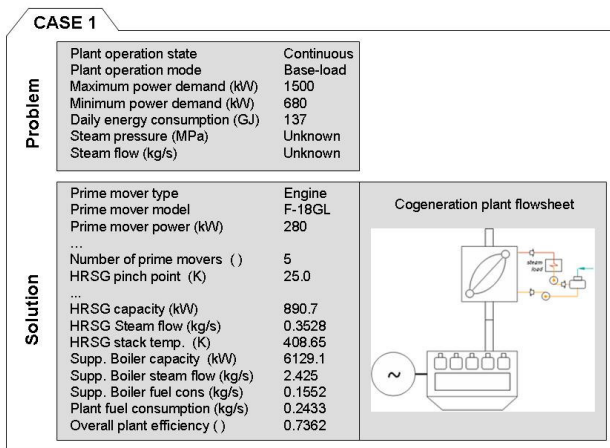 CASE 1
Problem
Plant operation state Continuous
Plant operation mode Base-load
Maximum power demand (kW) 1500
Minimum power demand (kW) 680
Daily energy consumption (GJ) 137
Steam pressure (MPa) Unknown
Steam flow (kg/s) Unknown
Solution
Prime mover type Engine
Prime mover model F-18GL
Prime mover power (kW) 280
...
Number of prime movers ( ) 5
HRSG pinch point (K) 25.0
...
HRSG capacity (kW) 890.7
HRSG Steam flow (kg/s) 0.3528
HRSG stack temp. (K) 408.65
Supp. Boiler capacity (kW) 6129.1
Supp. Boiler steam flow (kg/s) 2.425
Supp. Boiler fuel cons (kg/s) 0.1552
Plant fuel consumption (kg/s) 0.2433
Overall plant efficiency ( ) 0.7362
Cogeneration plant flowsheet
steam
load
~